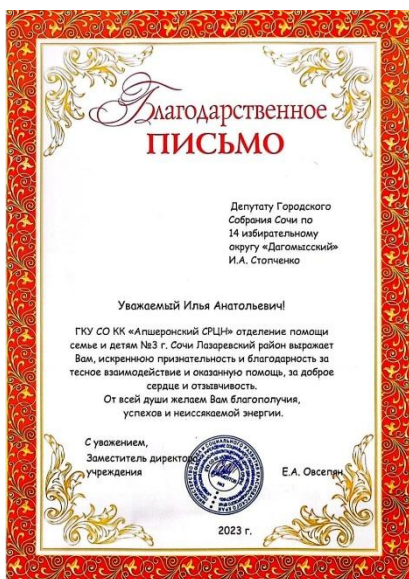 Благодарственное
ПИСЬМО
Депутату Городского
Собрания Сочи по
14 избирательному
округу «Дагомысский»
И.А. Стопченко
Уважаемый Илья Анатольевич!
ГКУ СО КК «Апшеронский СРЦН» отделение помощи
семье и детям №3 г. Сочи Лазаревский район выражает
Вам, искреннюю признательность и благодарность за
тесное взаимодействие и оказанную помощь, за доброе
сердце и отзывчивость.
От всей души желаем Вам благополучия,
успехов и неиссякаемой энергии.
С уважением,
Заместитель директора
учреждения Е.А. Овсепян
2023 г.